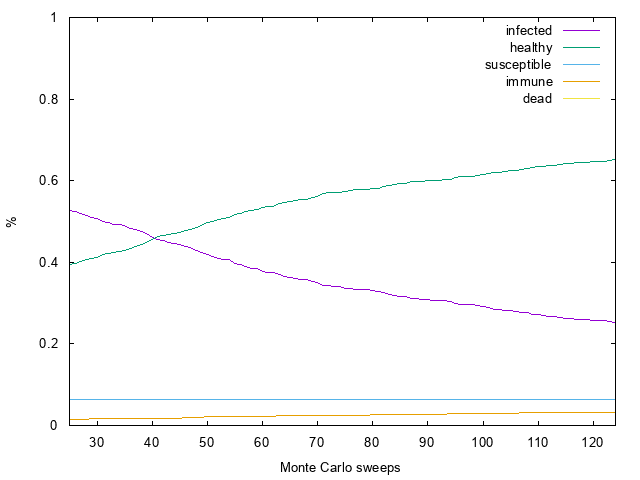 1
0.8
0.6
0.4
0.2
0
%
infected
healthy
susceptible
immune
dead
30 40 50 60 70 80 90 100 110 120
Monte Carlo sweeps